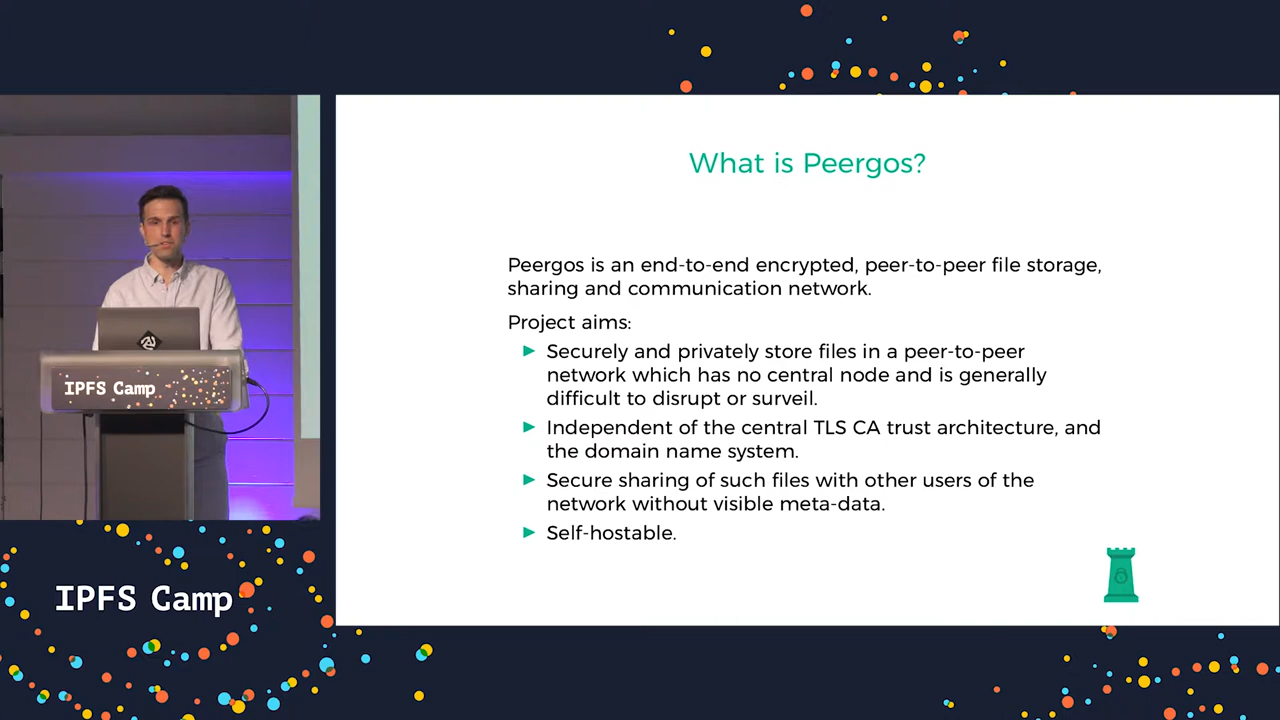 What is Peergos?
Peergos is an end-to-end encrypted, peer-to-peer file storage,
sharing and communication network.
Project aims:
Securely and privately store files in a peer-to-peer
network which has no central node and is generally
difficult to disrupt or surveil.
Independent of the central TLS CA trust architecture, and
the domain name system.
Secure sharing of such files with other users of the
network without visible meta-data.
Self-hostable.
IPFS Camp
IPFS Camp